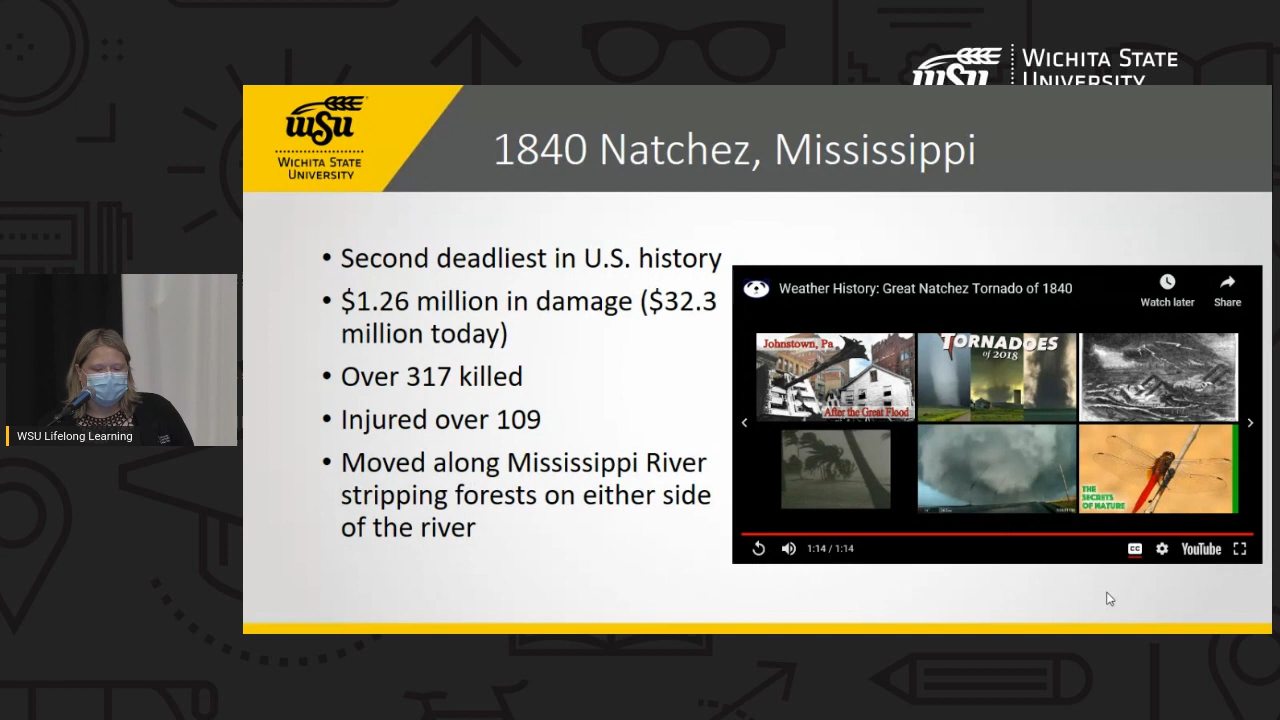 WSU
WICHITA STATE
UNIVERSITY
WSU
WICHITA STATE
UNIVERSITY
1840 Natchez, Mississippi
• Second deadliest in U.S. history
• $1.26 million in damage ($32.3
million today)
• Over 317 killed
• Injured over 109
• Moved along Mississippi River
stripping forests on either side
of the river
Weather History: Great Natchez Tornado of 1840
Watch later
Share
Johnstown, Pa
After the Great Flood
TORNADOES
of 2018
THE
SECRETS
OF NATURE
1:14 / 1:14
CC
YouTube
WSU Lifelong Learning